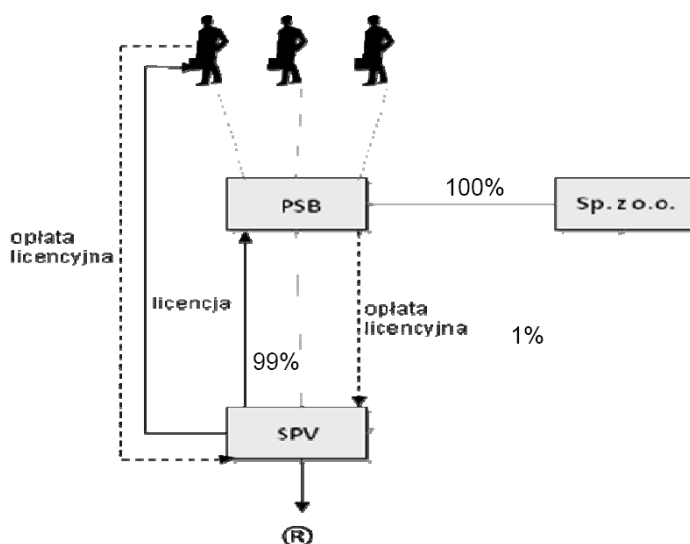 100%
PSB
Sp. z o.o.
opłata
licencyjna
licencja
opłata
licencyjna
1%
99%
SPV
®